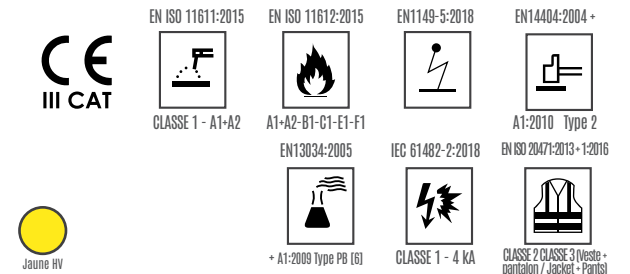 EN ISO 11611:2015 EN ISO 11612:2015 EN1149-5:2018 EN14404:2004 +
CE
III CAT
CLASSE 1 - A1+A2 A1+A2-B1-C1-E1-F1 A1:2010 Type 2
EN13034:2005 IEC 61482-2:2018 EN ISO 20471:2013 + 1:2016
+ A1:2009 Type PB [6] CLASSE 1 - 4 kA CLASSE 2 CLASSE 3 (Veste +
pantalon / Jacket + Pants)
Jaune HV